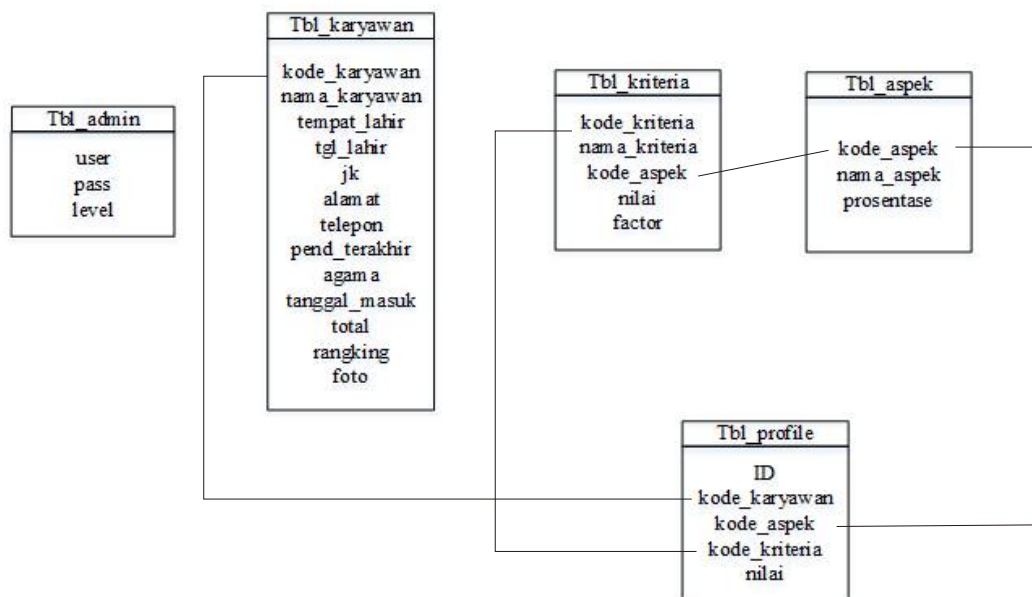 Tbl_admin
user
pass
level
Tbl_karyawan
kode_karyawan
nama_karyawan
tempat_lahir
tgl_lahir
jk
alamat
telepon
pend_terakhir
agama
tanggal_masuk
total
rangking
foto
Tbl_kriteria
kode_kriteria
nama_kriteria
kode_aspek
nilai
factor
Tbl_aspek
kode_aspek
nama_aspek
prosentase
Tbl_profile
ID
kode_karyawan
kode_aspek
kode_kriteria
nilai